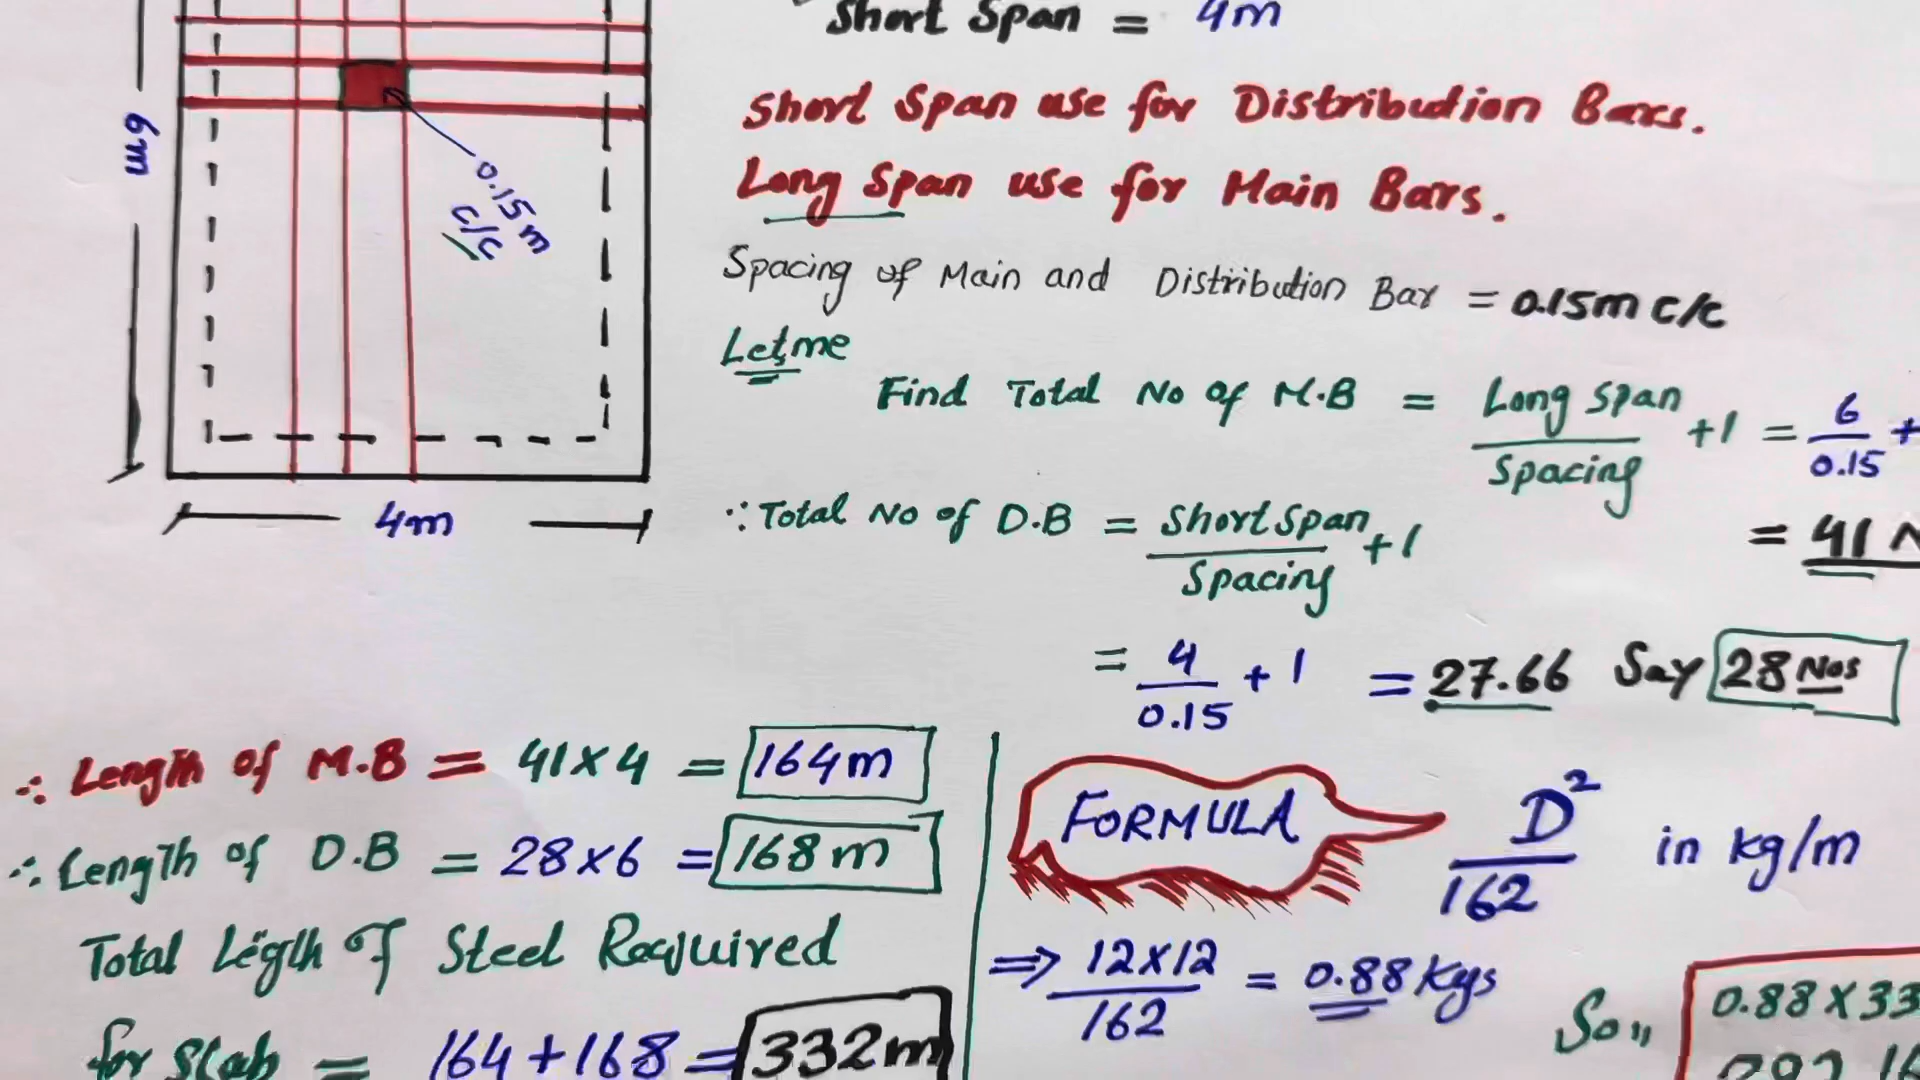 Short Span = 4m
Short Span use for Distribution Bars.
Long Span use for Main Bars.
6m
0.15m
c/c
Spacing of Main and Distribution Bar = 0.15m c/c
Let me
Find Total No of M.B = Long Span / Spacing +1 = 6 / 0.15 +
= 41 N
∵ Total No of D.B = Short Span / Spacing +1
4m
= 4 / 0.15 + 1 = 27.66 Say 28 Nos
∴ Length of M.B = 41 x 4 = 164m
∴ Length of D.B = 28 x 6 = 168m
Total Legth of Steel Reqjuired
for Slab = 164 + 168 = 332m
FORMULA D² / 162 in kg/m
⇒ 12 x 12 / 162 = 0.88 Kgs
So,, 0.88 x 33
292.16